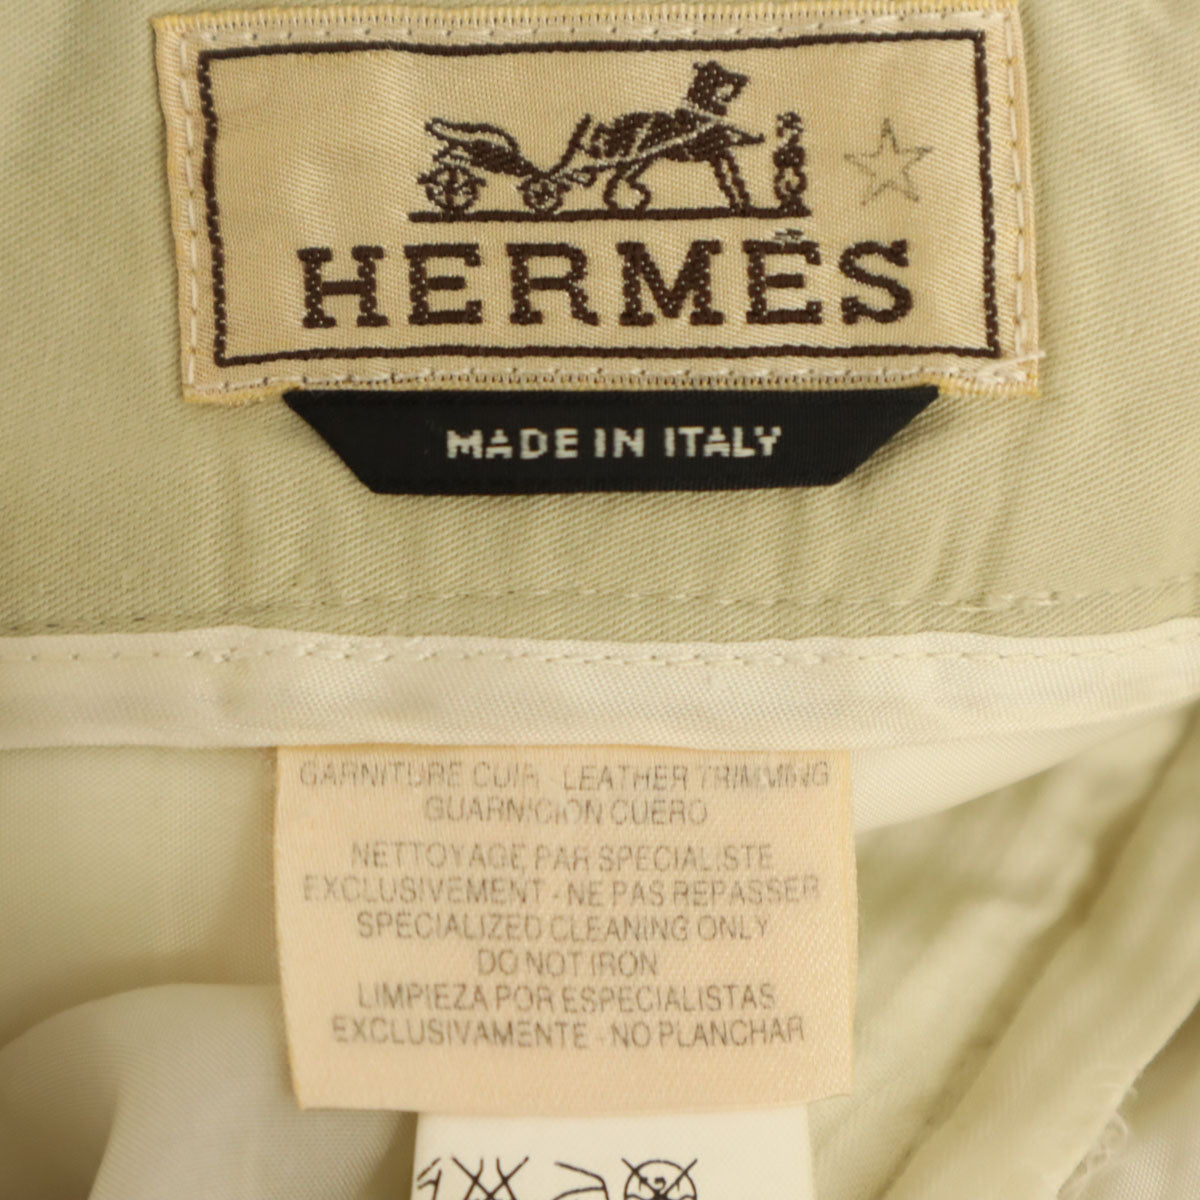 HERMÈS
MADE IN ITALY
GARNITURE CUIR - LEATHER TRIMMING
GUARNICION CUERO
NETTOYAGE PAR SPECIALISTE
EXCLUSIVEMENT - NE PAS REPASSER
SPECIALIZED CLEANING ONLY
DO NOT IRON
LIMPIEZA POR ESPECIALISTAS
EXCLUSIVAMENTE - NO PLANCHAR